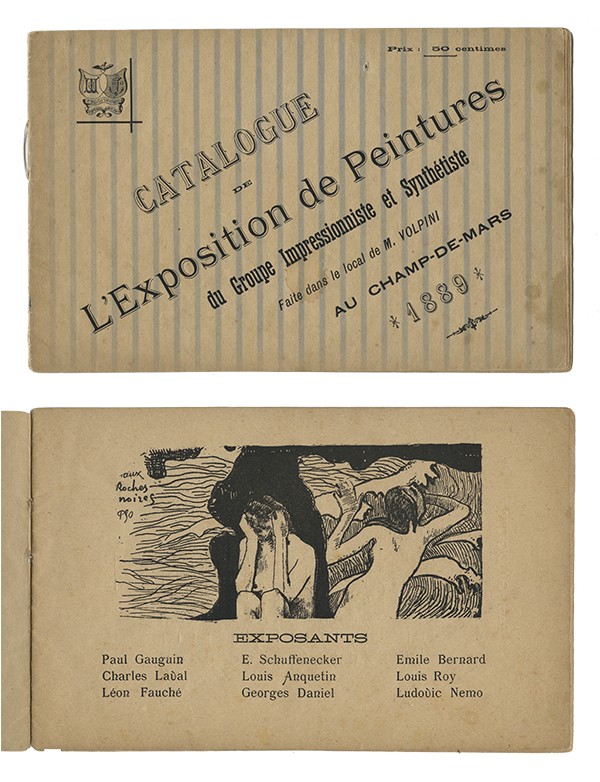 Prix : 50 centimes
CATALOGUE
DE
L'Exposition de Peintures
du Groupe Impressionniste et Synthétiste
Faite dans le local de M. VOLPINI
AU CHAMP-DE-MARS
* 1889 *
aux
Roches
noires
PGO
EXPOSANTS
Paul Gauguin E. Schuffenecker Emile Bernard
Charles Laval Louis Anquetin Louis Roy
Léon Fauché Georges Daniel Ludovic Nemo